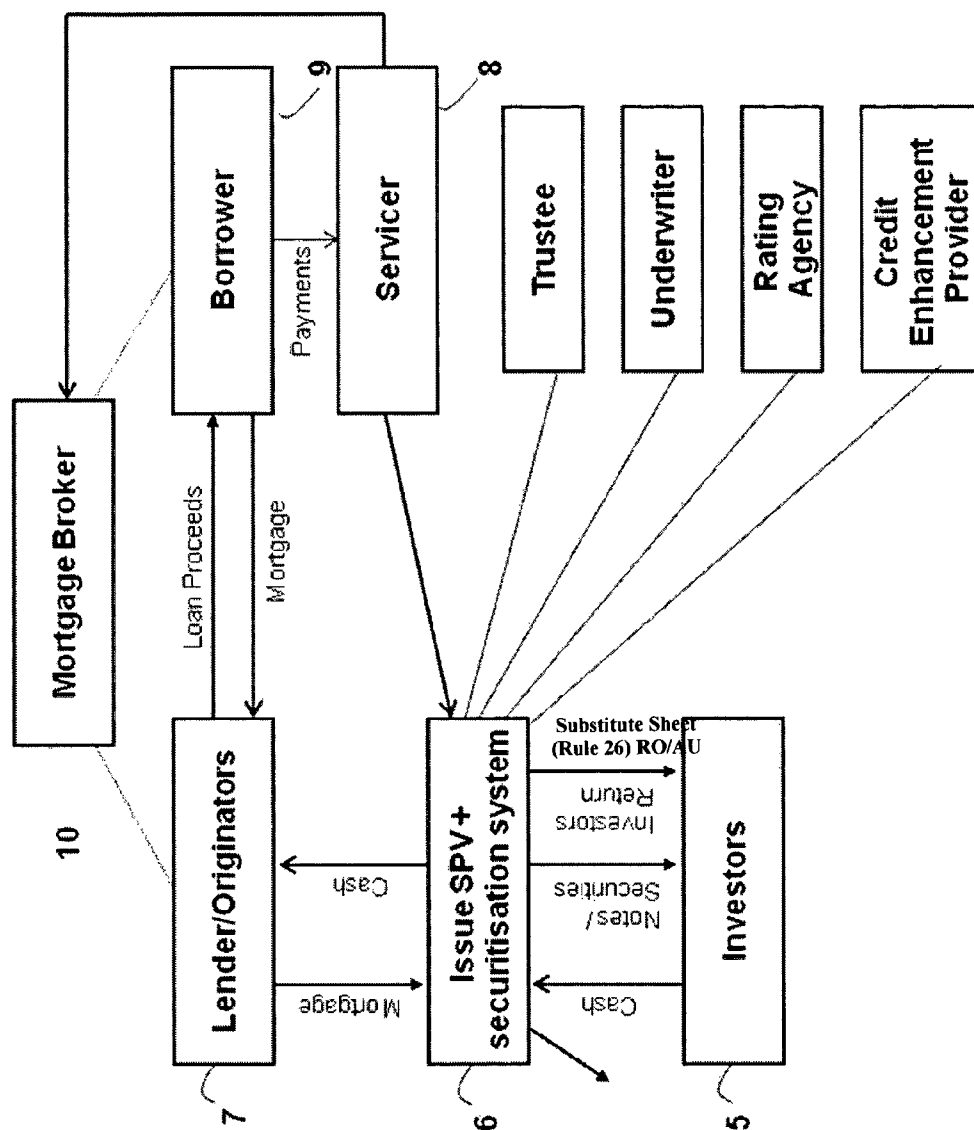 Mortgage Broker
10
Lender/Originators
7
Loan Proceeds
Mortgage
Borrower
9
Payments
Servicer
8
Mortgage
Cash
Issue SPV+
securitisation system
6
Cash
Notes/
Securities
Investors
Return
Substitute Sheet
(Rule 26) RO/AU
Investors
5
Trustee
Underwriter
Rating
Agency
Credit
Enhancement
Provider